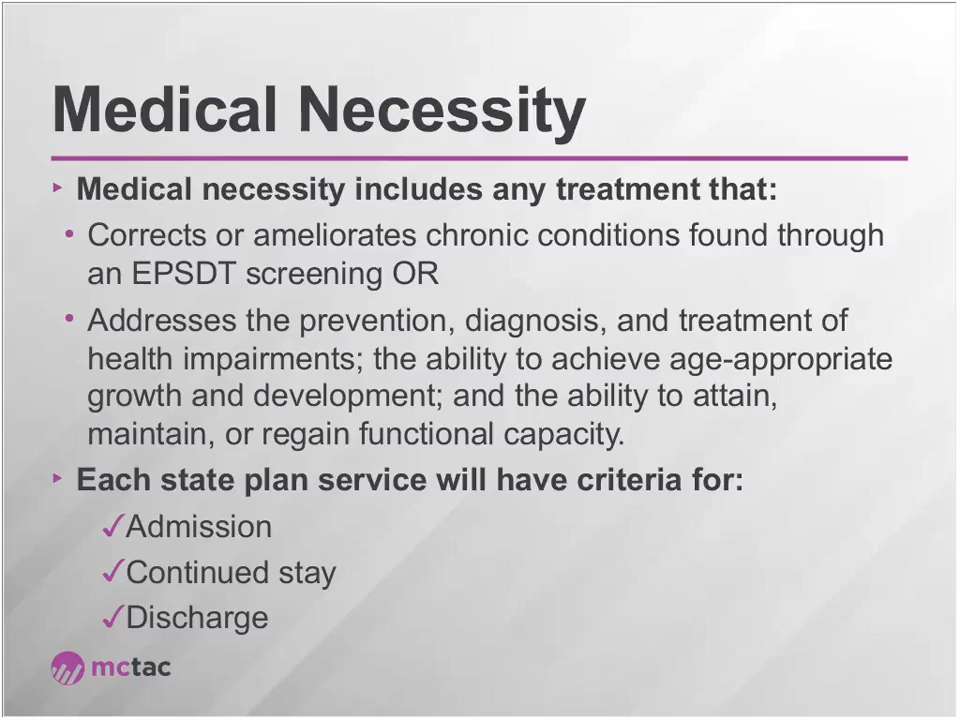 Medical Necessity
‣ Medical necessity includes any treatment that:
• Corrects or ameliorates chronic conditions found through
an EPSDT screening OR
• Addresses the prevention, diagnosis, and treatment of
health impairments; the ability to achieve age-appropriate
growth and development; and the ability to attain,
maintain, or regain functional capacity.
‣ Each state plan service will have criteria for:
✓Admission
✓Continued stay
✓Discharge
mctac